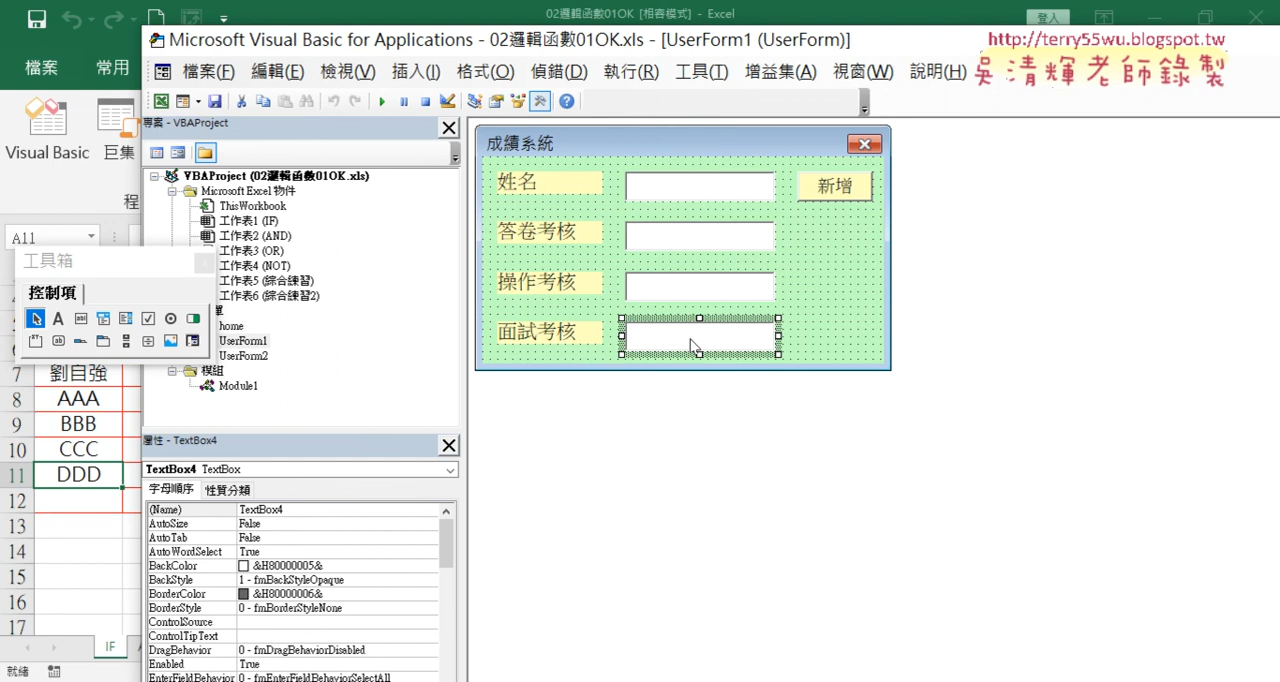 02邏輯函數01OK [相容模式] - Excel
登入
檔案
常用
Visual Basic
巨集
程
A11
Microsoft Visual Basic for Applications - 02邏輯函數01OK.xls - [UserForm1 (UserForm)]
http://terry55wu.blogspot.tw
吳清輝老師錄製
檔案(F) 編輯(E) 檢視(V) 插入(I) 格式(O) 偵錯(D) 執行(R) 工具(T) 增益集(A) 視窗(W) 說明(H)
專案 - VBAProject
VBAProject (02邏輯函數01OK.xls)
Microsoft Excel 物件
ThisWorkbook
工作表1 (IF)
工作表2 (AND)
工作表3 (OR)
工作表4 (NOT)
工作表5 (綜合練習)
工作表6 (綜合練習2)
單
home
UserForm1
UserForm2
模組
Module1
工具箱
控制項
成績系統
姓名
新增
答卷考核
操作考核
面試考核
屬性 - TextBox4
TextBox4 TextBox
字母順序 性質分類
(Name) TextBox4
AutoSize False
AutoTab False
AutoWordSelect True
BackColor &H80000005&
BackStyle 1 - fmBackStyleOpaque
BorderColor &H80000006&
BorderStyle 0 - fmBorderStyleNone
ControlSource
ControlTipText
DragBehavior 0 - fmDragBehaviorDisabled
Enabled True
EnterFieldBehavior 0 - fmEnterFieldBehaviorSelectAll
7 劉自強
8 AAA
9 BBB
10 CCC
11 DDD
12
13
14
15
16
17
IF
就緒